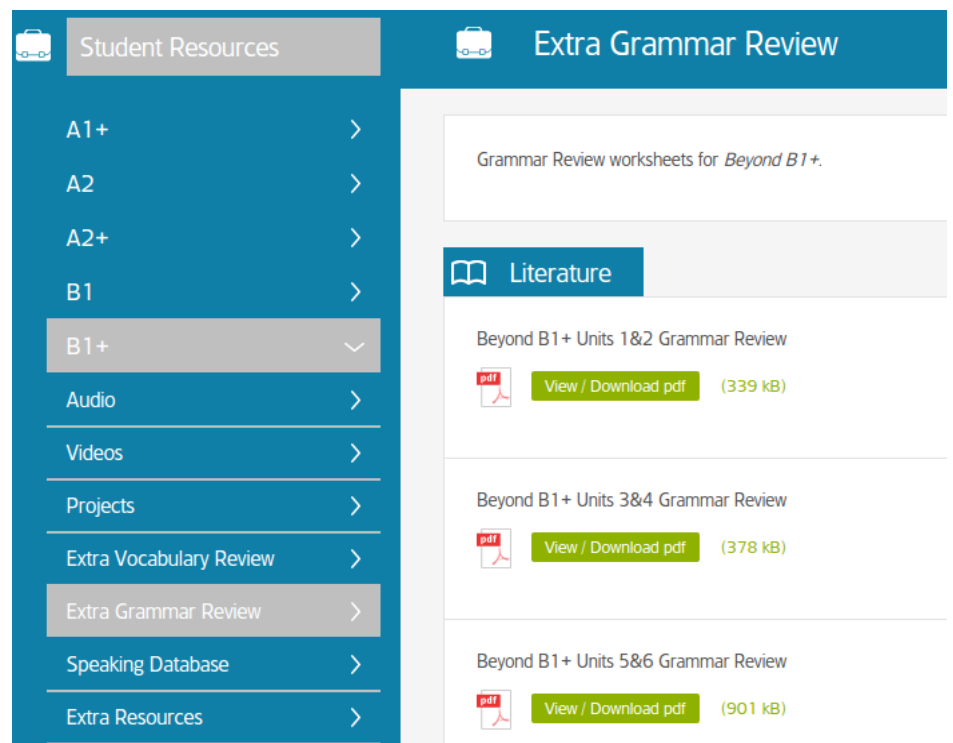 Student Resources
A1+
A2
A2+
B1
B1+
Audio
Videos
Projects
Extra Vocabulary Review
Extra Grammar Review
Speaking Database
Extra Resources
Extra Grammar Review
Grammar Review worksheets for Beyond B1+.
Literature
Beyond B1+ Units 1&2 Grammar Review
pdf View / Download pdf (339 kB)
Beyond B1+ Units 3&4 Grammar Review
pdf View / Download pdf (378 kB)
Beyond B1+ Units 5&6 Grammar Review
pdf View / Download pdf (901 kB)